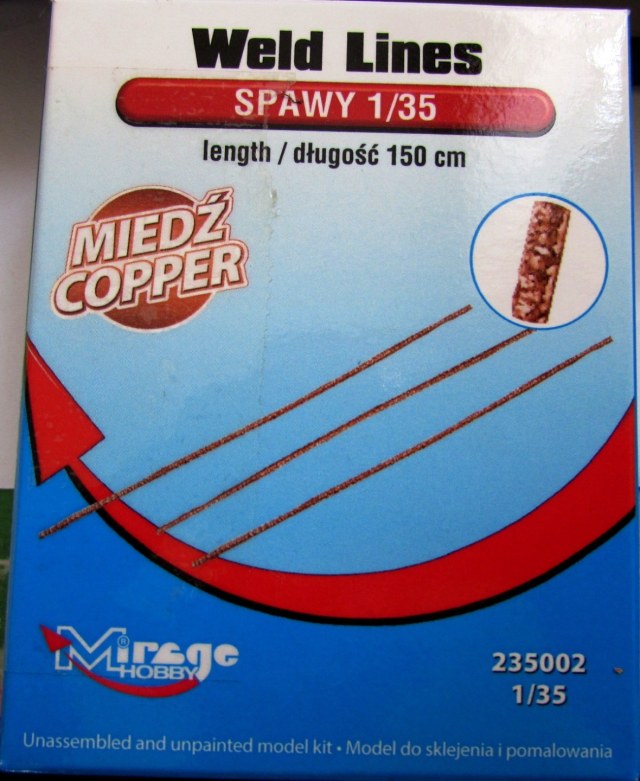 Weld Lines
SPAWY 1/35
length / długość 150 cm
MIEDŹ
COPPER
Mirage®
HOBBY
235002
1/35
Unassembled and unpainted model kit • Model do sklejenia i pomalowania